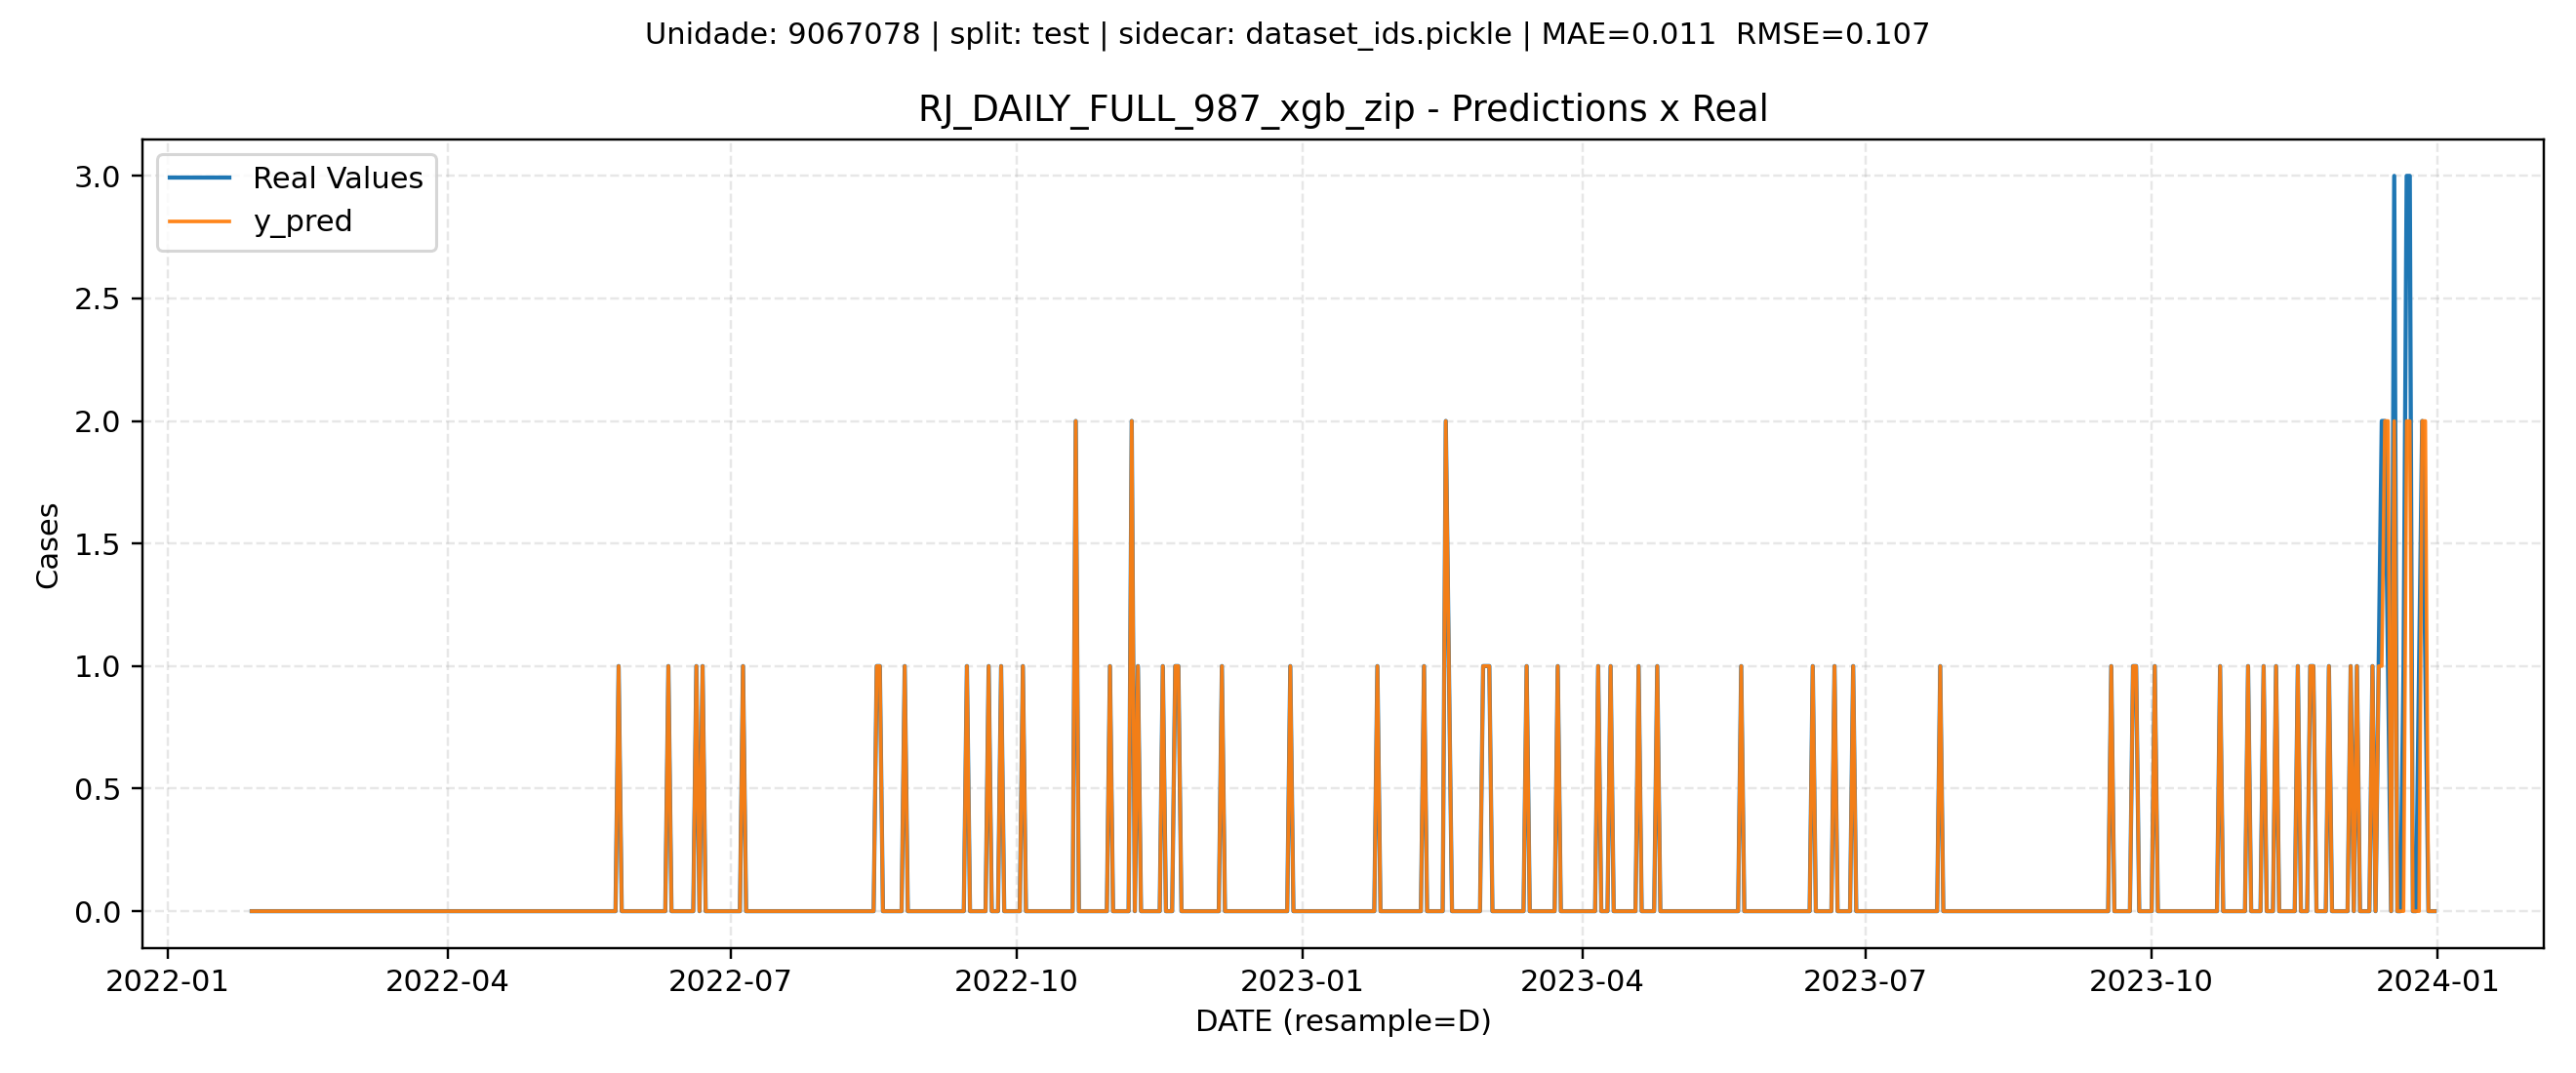 Unidade: 9067078 | split: test | sidecar: dataset_ids.pickle | MAE=0.011  RMSE=0.107
RJ_DAILY_FULL_987_xgb_zip - Predictions x Real
Real Values
y_pred
Cases
3.0
2.5
2.0
1.5
1.0
0.5
0.0
2022-01 2022-04 2022-07 2022-10 2023-01 2023-04 2023-07 2023-10 2024-01
DATE (resample=D)